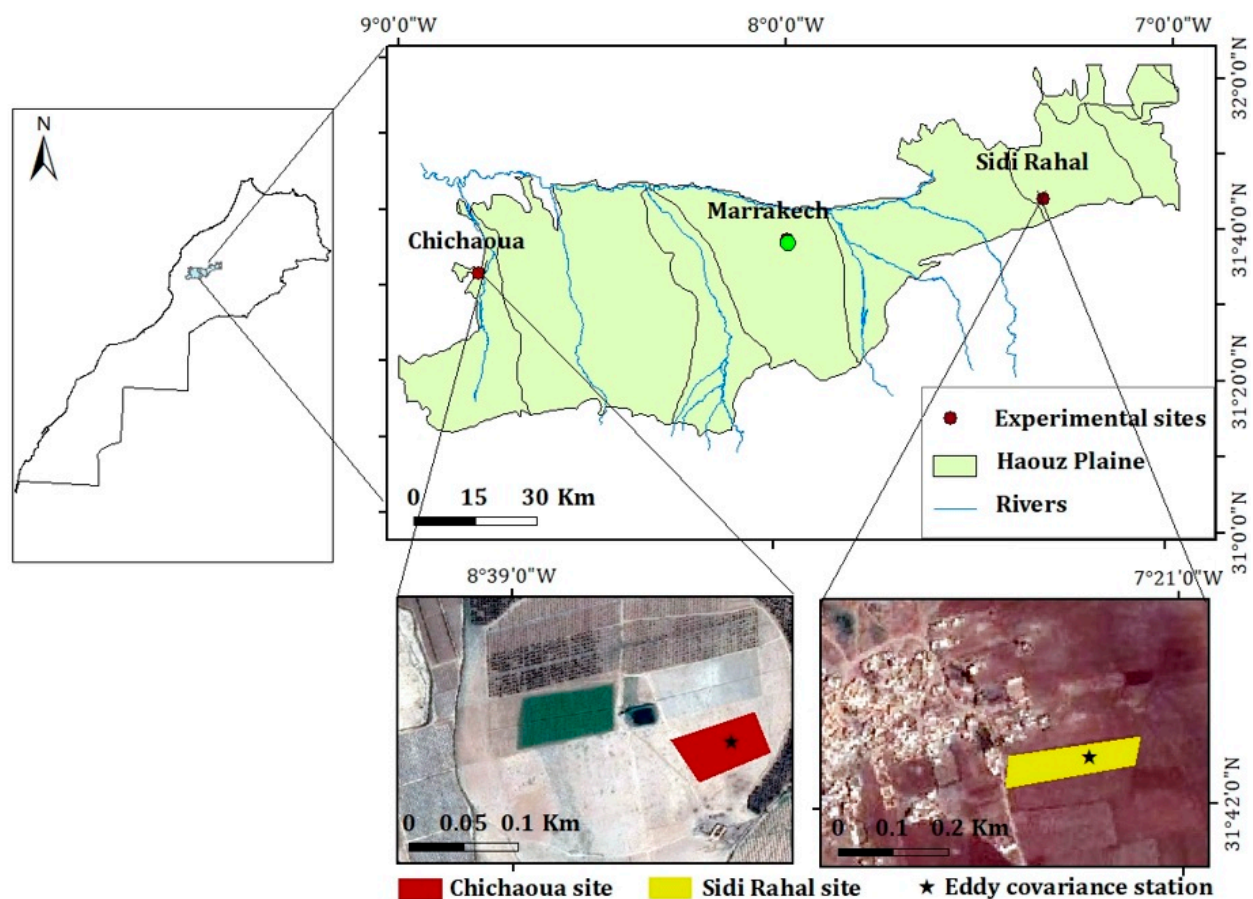 9°0'0"W
8°0'0"W
7°0'0"W
N
32°0'0"N
31°40'0"N
31°20'0"N
31°0'0"N
Sidi Rahal
Marrakech
Chichaoua
Experimental sites
Haouz Plaine
Rivers
0 15 30 Km
8°39'0"W
7°21'0"W
31°42'0"N
0 0.05 0.1 Km
0 0.1 0.2 Km
Chichaoua site
Sidi Rahal site
Eddy covariance station